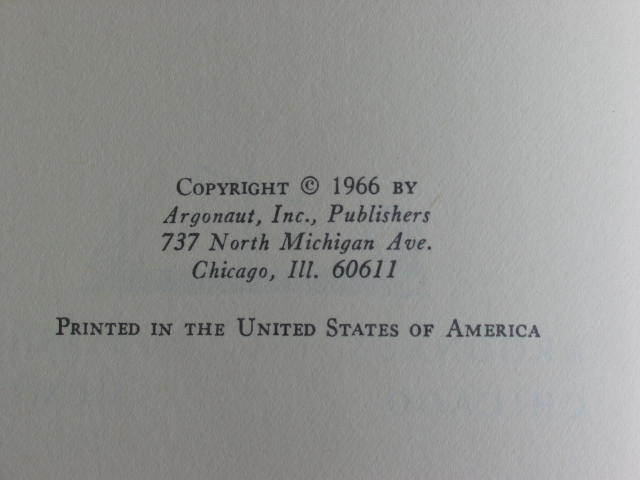 COPYRIGHT © 1966 BY
Argonaut, Inc., Publishers
737 North Michigan Ave.
Chicago, Ill. 60611
PRINTED IN THE UNITED STATES OF AMERICA